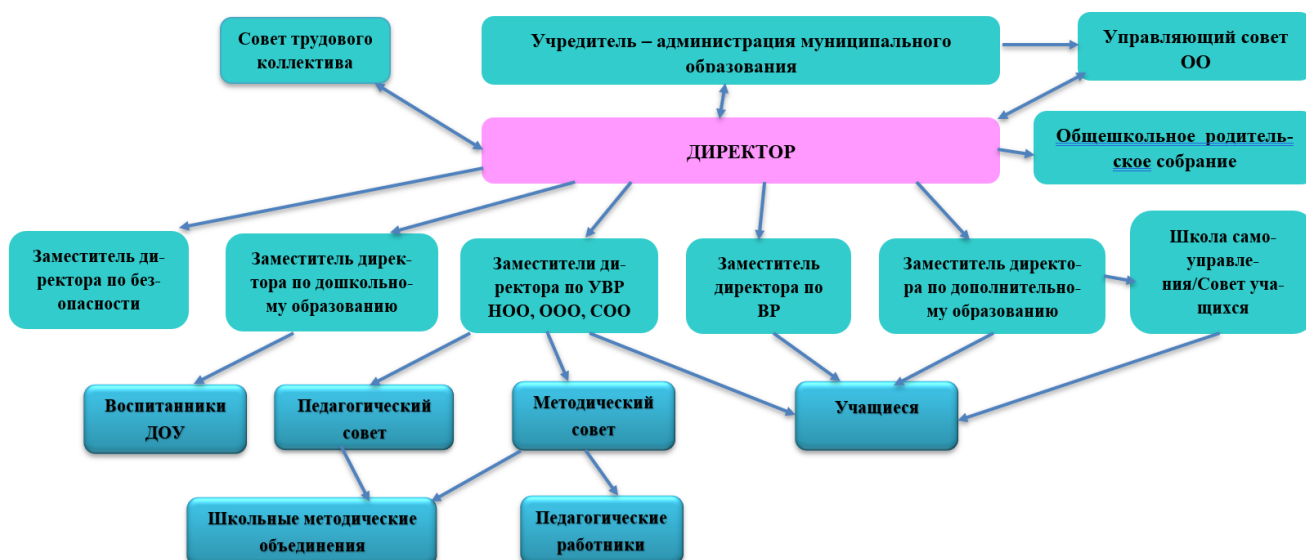 Совет трудового
коллектива
Учредитель – администрация муниципального
образования
Управляющий совет
ОО
ДИРЕКТОР
Общешкольное родитель-
ское собрание
Заместитель ди-
ректора по без-
опасности
Заместитель дирек-
тора по дошкольно-
му образованию
Заместители ди-
ректора по УВР
НОО, ООО, СОО
Заместитель
директора по
ВР
Заместитель директо-
ра по дополнительно-
му образованию
Школа само-
управле-
ния/Совет уча-
щихся
Воспитанники
ДОУ
Педагогический
совет
Методический
совет
Учащиеся
Школьные методические
объединения
Педагогические
работники